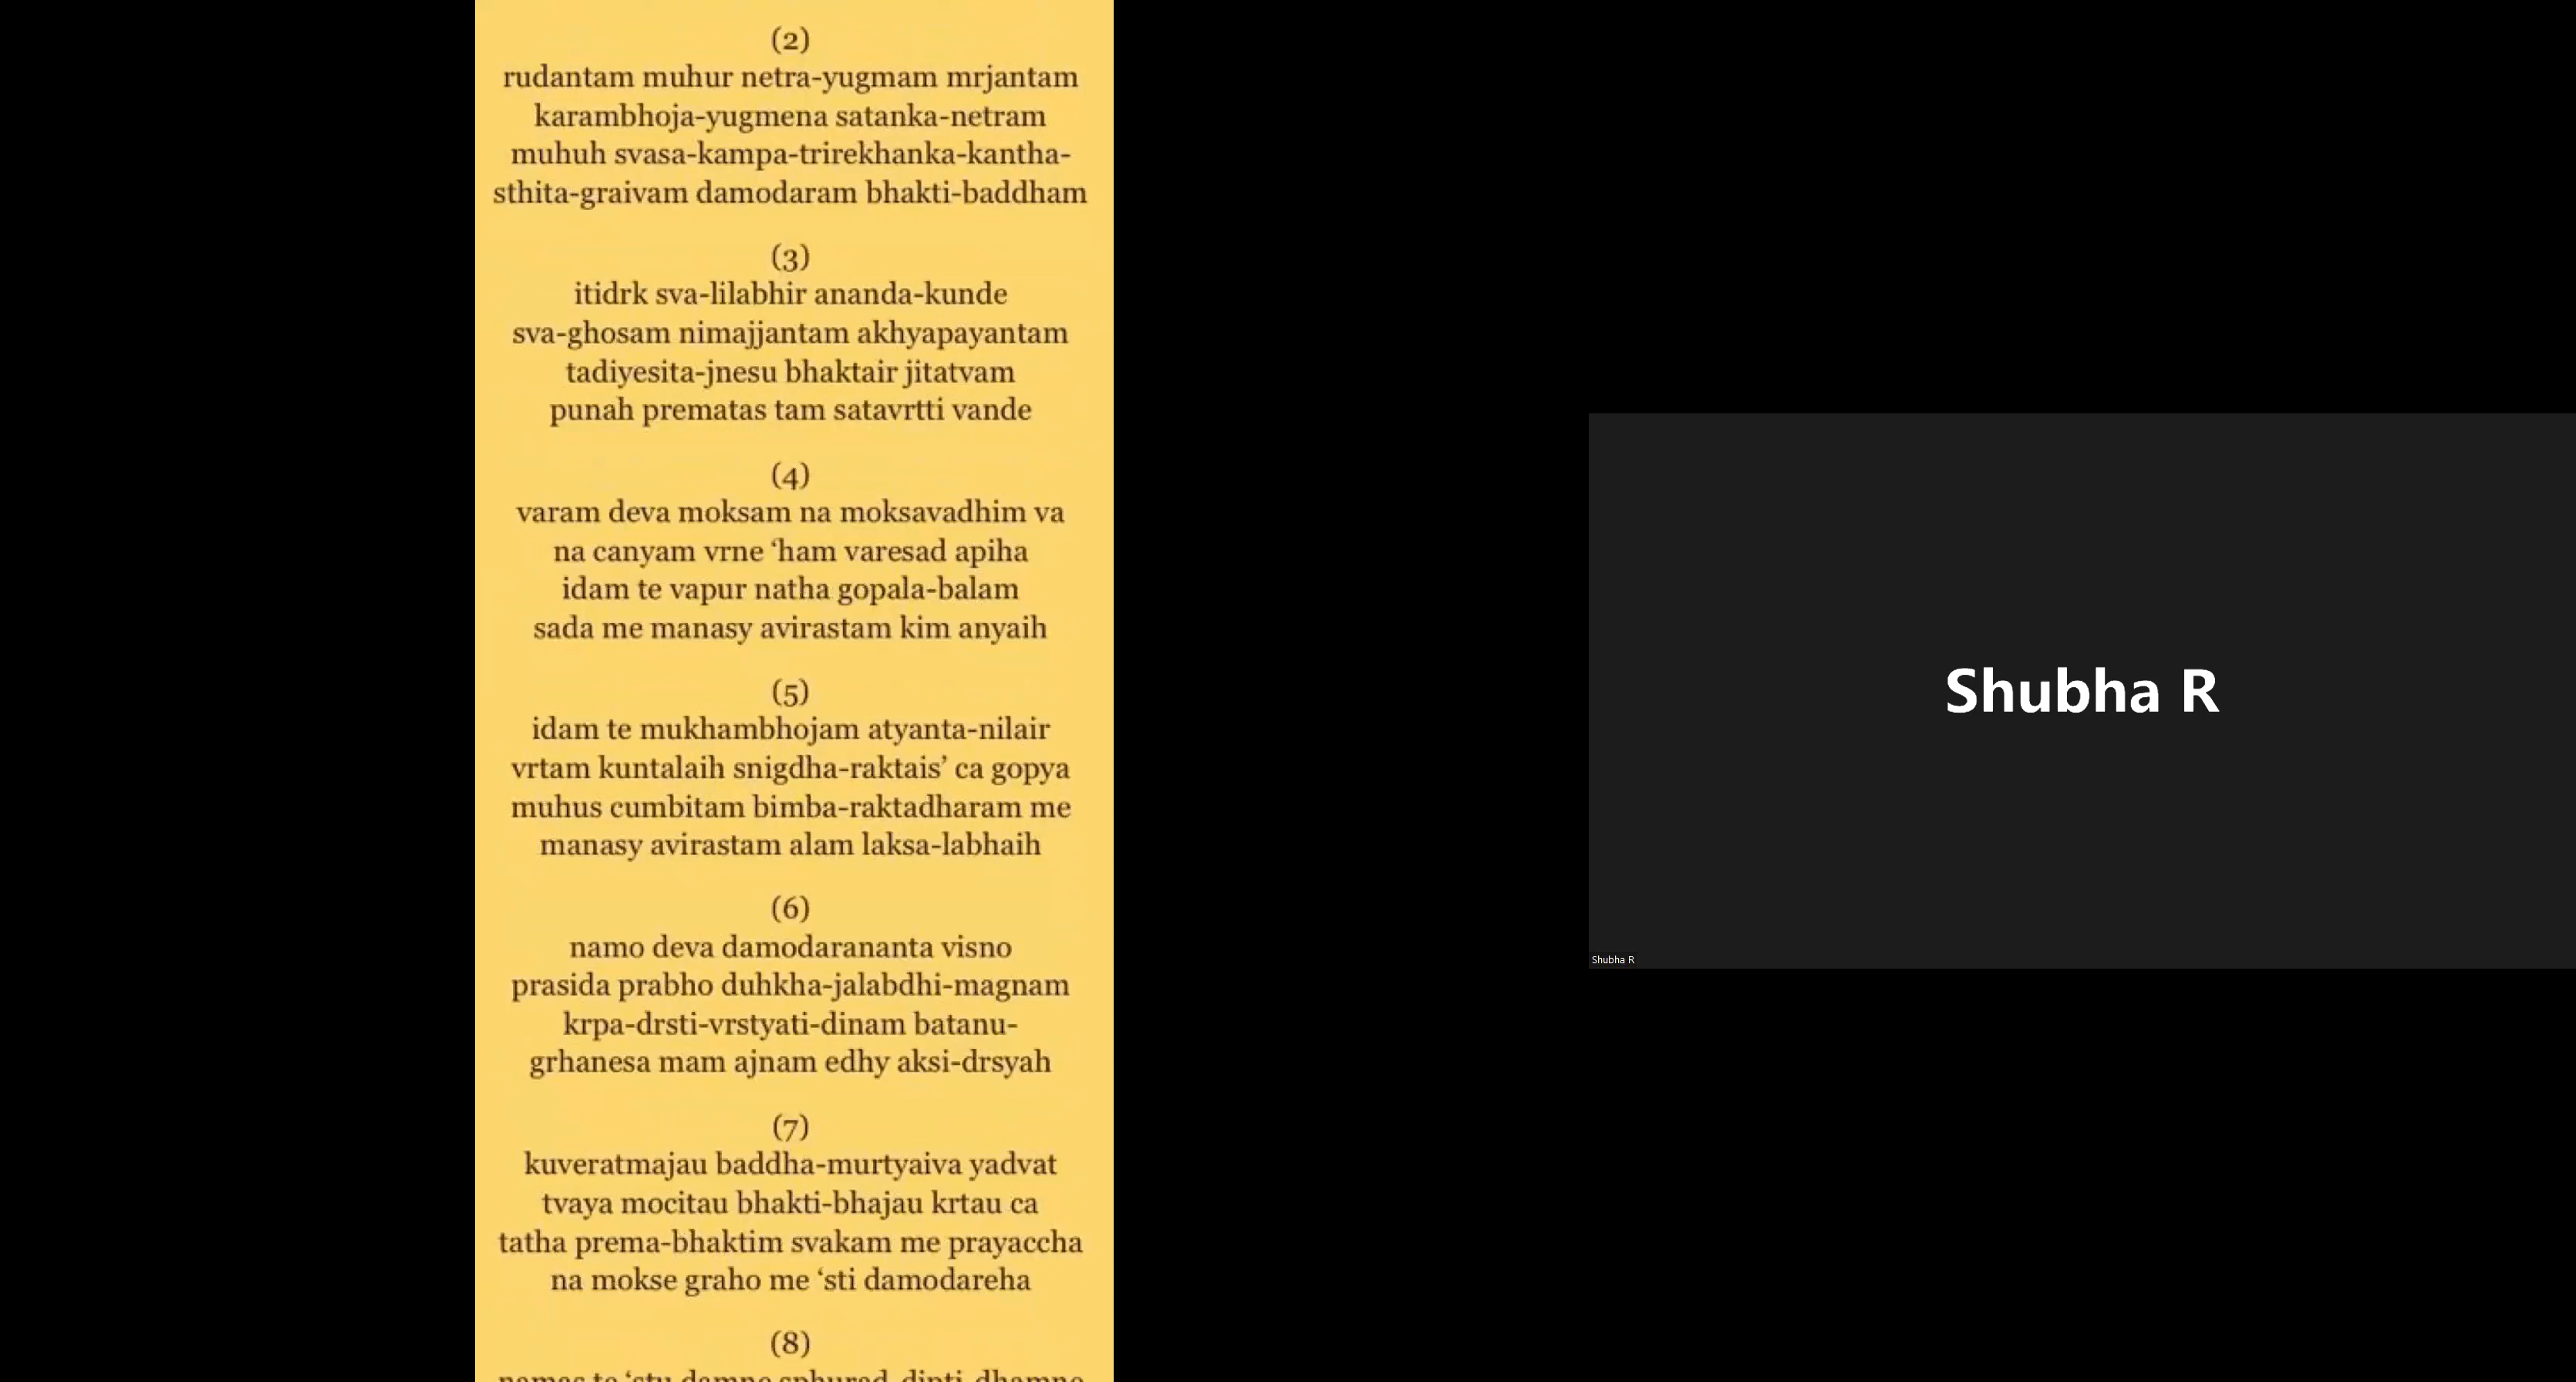 (2)
rudantam muhur netra-yugmam mrjantam
karambhoja-yugmena satanka-netram
muhuh svasa-kampa-trirekhanka-kantha-
sthita-graivam damodaram bhakti-baddham
(3)
itidrk sva-lilabhir ananda-kunde
sva-ghosam nimajjantam akhyapayantam
tadiyesita-jnesu bhaktair jitatvam
punah prematas tam satavrtti vande
(4)
varam deva moksam na moksavadhim va
na canyam vrne ‘ham varesad apiha
idam te vapur natha gopala-balam
sada me manasy avirastam kim anyaih
(5)
idam te mukhambhojam atyanta-nilair
vrtam kuntalaih snigdha-raktais’ ca gopya
muhus cumbitam bimba-raktadharam me
manasy avirastam alam laksa-labhaih
(6)
namo deva damodarananta visno
prasida prabho duhkha-jalabdhi-magnam
krpa-drsti-vrstyati-dinam batanu-
grhanesa mam ajnam edhy aksi-drsyah
(7)
kuveratmajau baddha-murtyaiva yadvat
tvaya mocitau bhakti-bhajau krtau ca
tatha prema-bhaktim svakam me prayaccha
na mokse graho me ‘sti damodareha
(8)
namas te ‘stu damne sphurad-dipti-dhamne
Shubha R
Shubha R